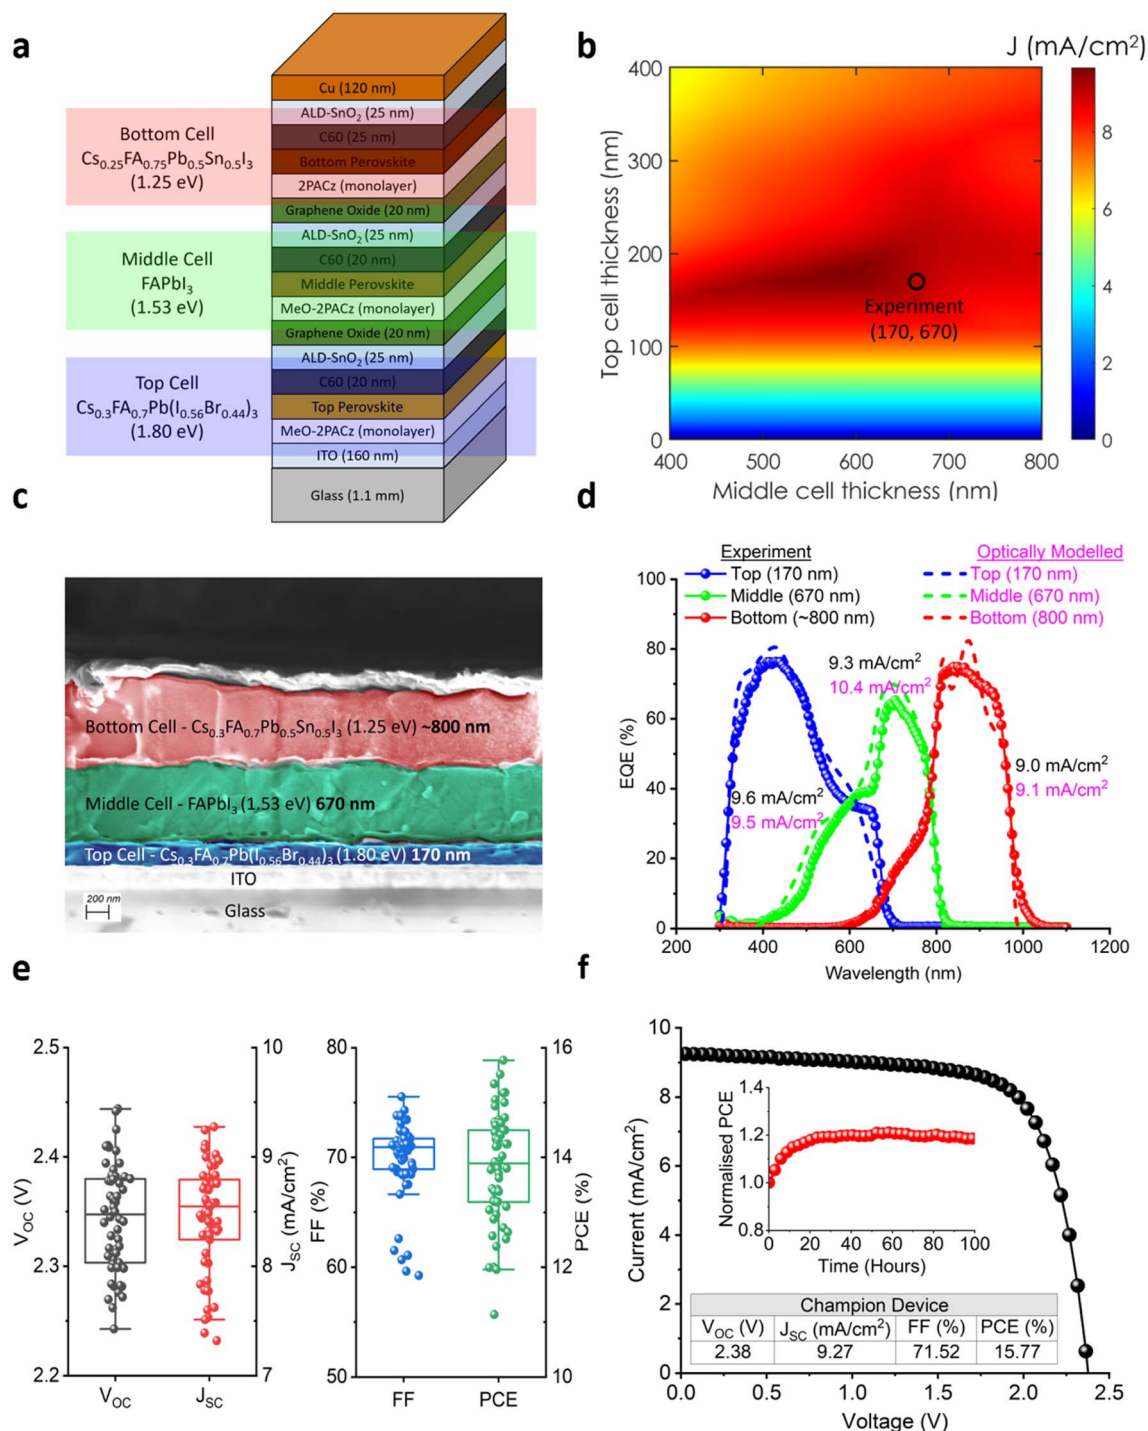 a
Cu (120 nm)
ALD-SnO₂ (25 nm)
C60 (25 nm)
Bottom Perovskite
2PACz (monolayer)
Graphene Oxide (20 nm)
ALD-SnO₂ (25 nm)
C60 (20 nm)
Middle Perovskite
MeO-2PACz (monolayer)
Graphene Oxide (20 nm)
ALD-SnO₂ (25 nm)
C60 (20 nm)
Top Perovskite
MeO-2PACz (monolayer)
ITO (160 nm)
Glass (1.1 mm)
Bottom Cell
Cs₀.₂₅FA₀.₇₅Pb₀.₅Sn₀.₅I₃
(1.25 eV)
Middle Cell
FAPbI₃
(1.53 eV)
Top Cell
Cs₀.₃FA₀.₇Pb(I₀.₅₆Br₀.₄₄)₃
(1.80 eV)
b
J (mA/cm²)
Top cell thickness (nm)
400
300
200
100
0
Experiment
(170, 670)
400 500 600 700 800
Middle cell thickness (nm)
8
6
4
2
0
c
Bottom Cell - Cs₀.₃FA₀.₇Pb₀.₅Sn₀.₅I₃ (1.25 eV) ~800 nm
Middle Cell - FAPbI₃ (1.53 eV) 670 nm
Top Cell - Cs₀.₃FA₀.₇Pb(I₀.₅₆Br₀.₄₄)₃ (1.80 eV) 170 nm
ITO
Glass
200 nm
d
Experiment
Top (170 nm)
Middle (670 nm)
Bottom (~800 nm)
Optically Modelled
Top (170 nm)
Middle (670 nm)
Bottom (800 nm)
EQE (%)
100
80
60
40
20
0
9.3 mA/cm²
10.4 mA/cm²
9.6 mA/cm²
9.5 mA/cm²
9.0 mA/cm²
9.1 mA/cm²
200 400 600 800 1000 1200
Wavelength (nm)
e
V_OC (V)
2.5
2.4
2.3
2.2
10
9
8
7
J_SC (mA/cm²)
V_OC J_SC
FF (%)
80
70
60
50
16
14
12
10
PCE (%)
FF PCE
f
Current (mA/cm²)
10
8
6
4
2
0
Normalised PCE
1.4
1.2
1.0
0.8
0 20 40 60 80 100
Time (Hours)
Champion Device
V_OC (V) J_SC (mA/cm²) FF (%) PCE (%)
2.38 9.27 71.52 15.77
0.0 0.5 1.0 1.5 2.0 2.5
Voltage (V)